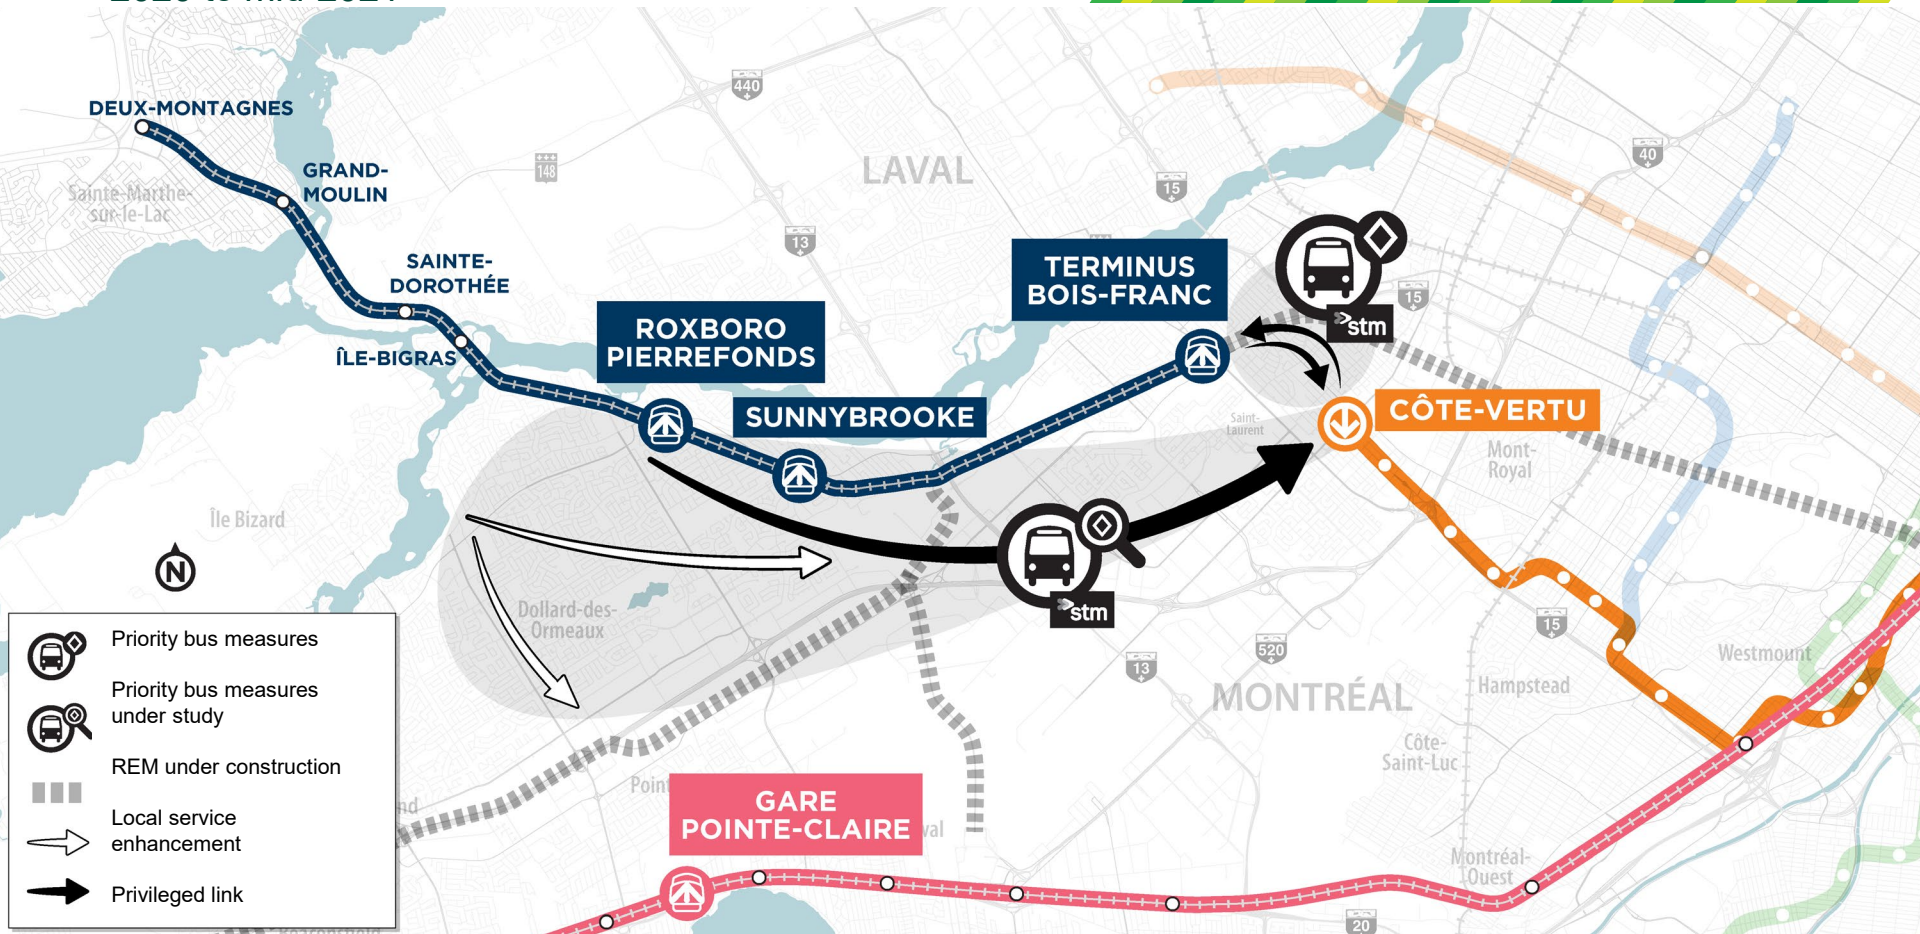 DEUX-MONTAGNES
GRAND-
MOULIN
Sainte-Marthe-
sur-le-Lac
440
148
LAVAL
15
40
13
SAINTE-
DOROTHÉE
TERMINUS
BOIS-FRANC
15
stm
ROXBORO
PIERREFONDS
ÎLE-BIGRAS
SUNNYBROOKE
CÔTE-VERTU
Saint-
Laurent
Mont-
Royal
Île Bizard
N
Dollard-des-
Ormeaux
stm
15
520
13
Westmount
Hampstead
MONTRÉAL
Côte-
Saint-Luc
Priority bus measures
Priority bus measures
under study
REM under construction
Local service
enhancement
Privileged link
GARE
POINTE-CLAIRE
Montréal-
Ouest
20